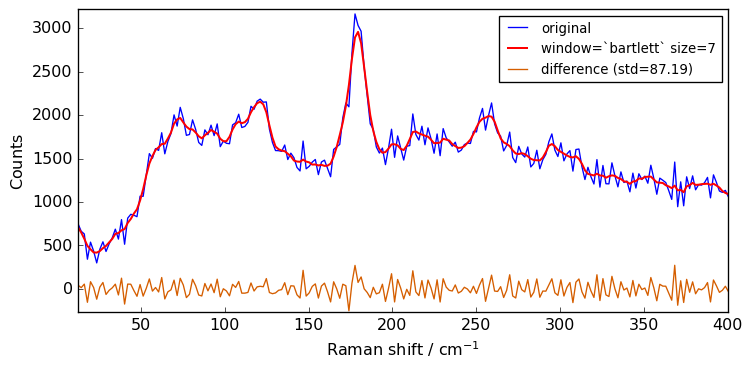 original
window=`bartlett` size=7
difference (std=87.19)
3000
2500
2000
1500
1000
500
0
Counts
50 100 150 200 250 300 350 400
Raman shift / cm⁻¹